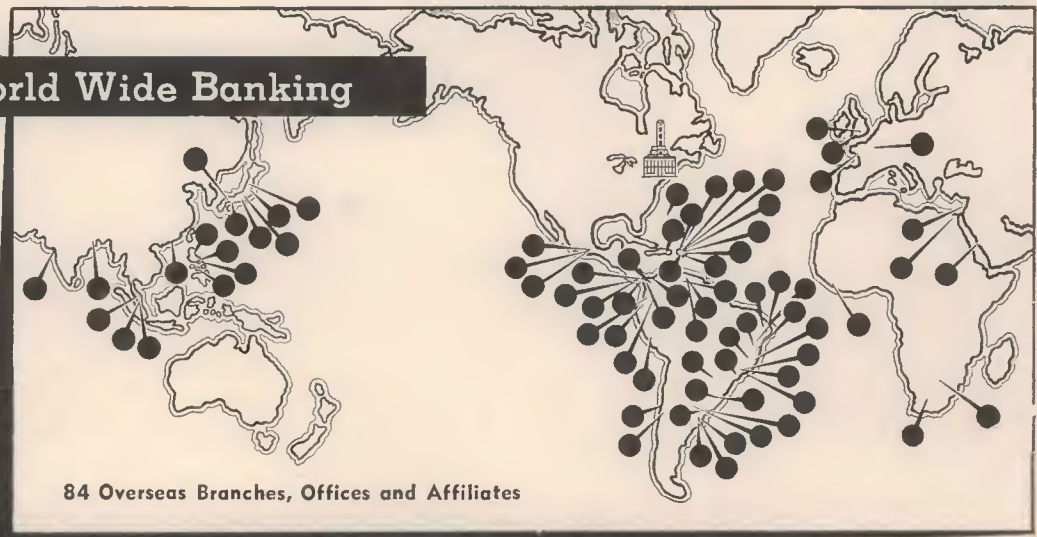 orld Wide Banking
84 Overseas Branches, Offices and Affiliates